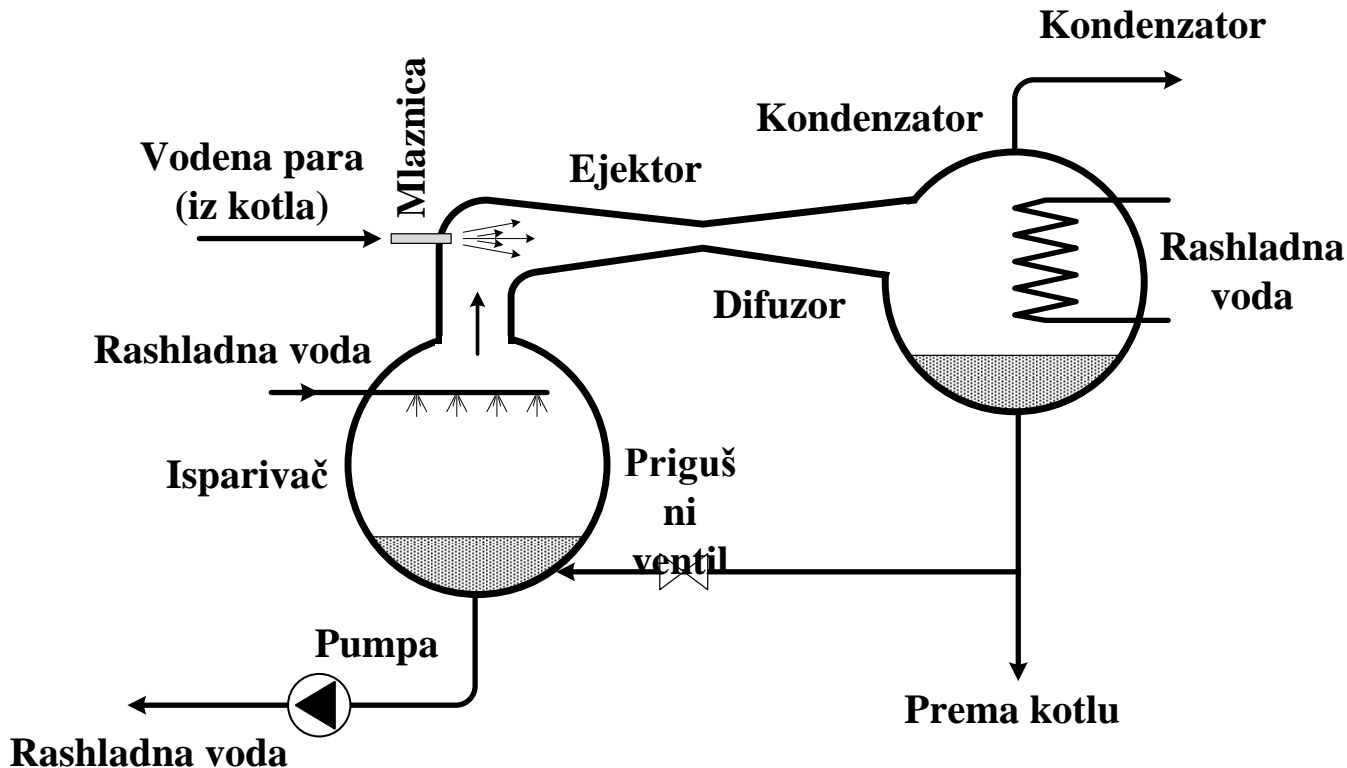 Kondenzator
Mlaznica
Kondenzator
Vodena para
(iz kotla)
Ejektor
Rashladna
voda
Difuzor
Rashladna voda
Isparivač
Priguš
ni
ventil
Pumpa
Prema kotlu
Rashladna voda